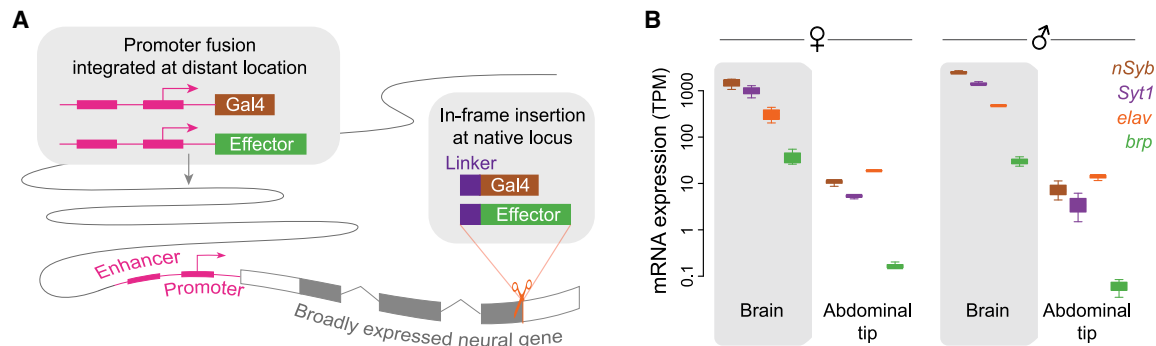 A
Promoter fusion
integrated at distant location
Gal4
Effector
In-frame insertion
at native locus
Linker
Gal4
Effector
Enhancer
Promoter
Broadly expressed neural gene
B
♀
♂
mRNA expression (TPM)
1000
100
10
1
0.1
nSyb
Syt1
elav
brp
Brain
Abdominal
tip
Brain
Abdominal
tip